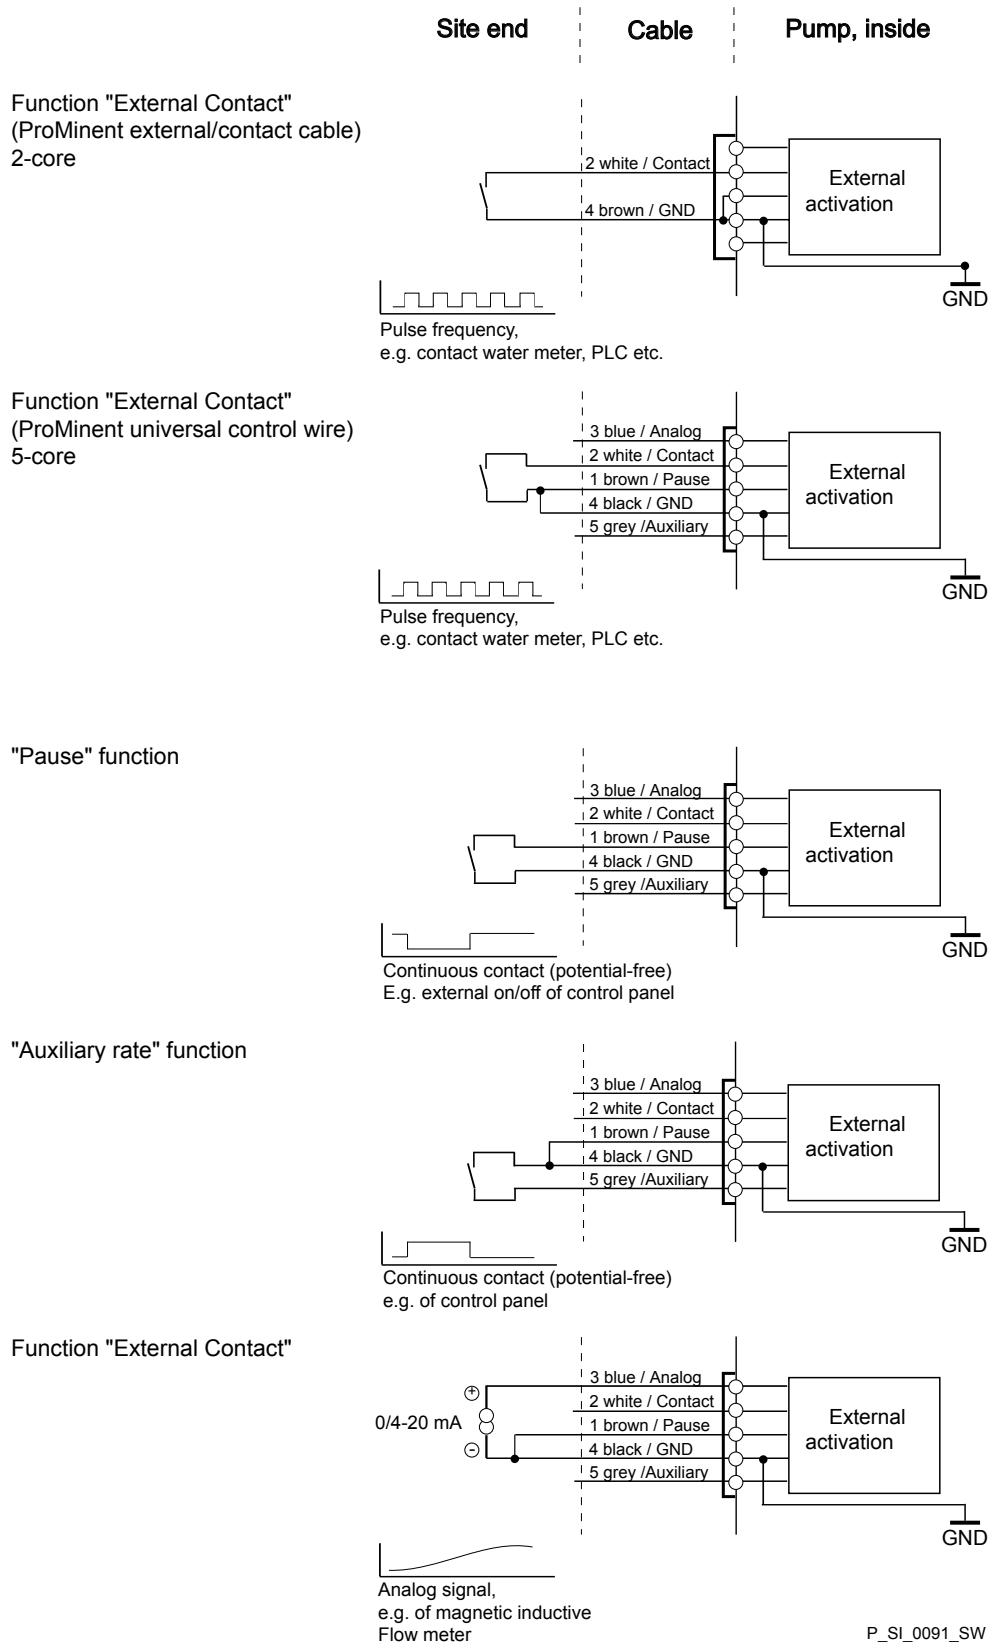 Site end Cable Pump, inside
Function "External Contact"
(ProMinent external/contact cable)
2-core
2 white / Contact
4 brown / GND
External
activation
GND
Pulse frequency,
e.g. contact water meter, PLC etc.
Function "External Contact"
(ProMinent universal control wire)
5-core
3 blue / Analog
2 white / Contact
1 brown / Pause
4 black / GND
5 grey /Auxiliary
External
activation
GND
Pulse frequency,
e.g. contact water meter, PLC etc.
"Pause" function
3 blue / Analog
2 white / Contact
1 brown / Pause
4 black / GND
5 grey /Auxiliary
External
activation
GND
Continuous contact (potential-free)
E.g. external on/off of control panel
"Auxiliary rate" function
3 blue / Analog
2 white / Contact
1 brown / Pause
4 black / GND
5 grey /Auxiliary
External
activation
GND
Continuous contact (potential-free)
e.g. of control panel
Function "External Contact"
3 blue / Analog
2 white / Contact
1 brown / Pause
4 black / GND
5 grey /Auxiliary
+
0/4-20 mA
-
External
activation
GND
Analog signal,
e.g. of magnetic inductive
Flow meter
P_SI_0091_SW